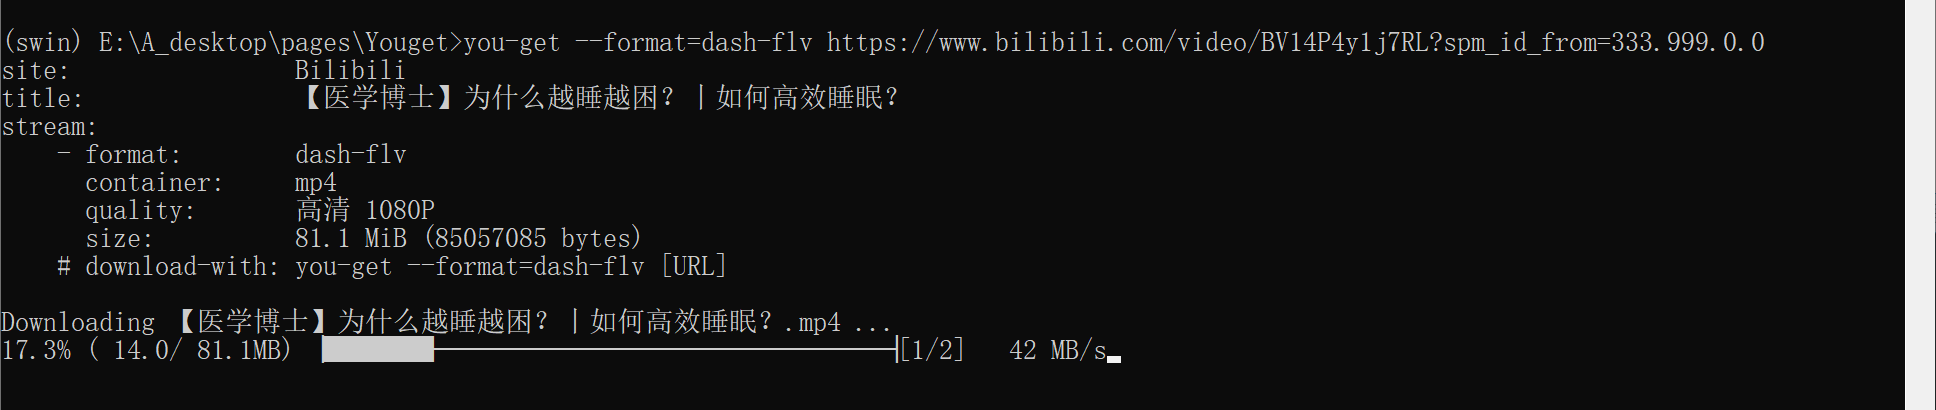 (swin) E:\A_desktop\pages\Youget>you-get --format=dash-flv https://www.bilibili.com/video/BV14P4y1j7RL?spm_id_from=333.999.0.0
site: Bilibili
title: 【医学博士】为什么越睡越困？丨如何高效睡眠？
stream:
- format: dash-flv
container: mp4
quality: 高清 1080P
size: 81.1 MiB (85057085 bytes)
# download-with: you-get --format=dash-flv [URL]
Downloading 【医学博士】为什么越睡越困？丨如何高效睡眠？.mp4 ...
17.3% ( 14.0/ 81.1MB) [1/2] 42 MB/s